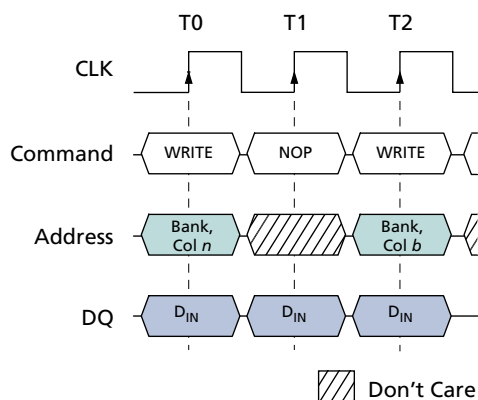 T0 T1 T2
CLK
Command WRITE NOP WRITE
Address Bank, Col n Bank, Col b
DQ DIN DIN DIN
Don't Care